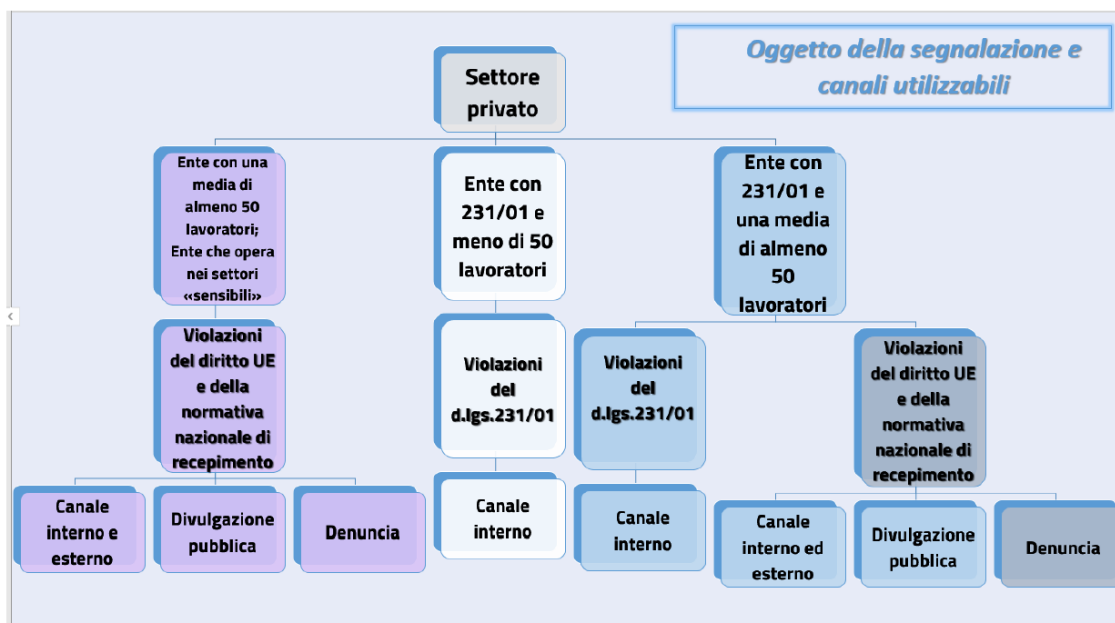 Oggetto della segnalazione e
canali utilizzabili
Settore
privato
Ente con una
media di
almeno 50
lavoratori;
Ente che opera
nei settori
«sensibili»
Ente con
231/01 e
meno di 50
lavoratori
Ente con
231/01 e
una media
di almeno
50
lavoratori
Violazioni
del diritto UE
e della
normativa
nazionale di
recepimento
Violazioni
del
d.lgs.231/01
Violazioni
del
d.lgs.231/01
Violazioni
del diritto UE
e della
normativa
nazionale di
recepimento
Canale
interno e
esterno
Divulgazione
pubblica
Denuncia
Canale
interno
Canale
interno
Canale
interno ed
esterno
Divulgazione
pubblica
Denuncia